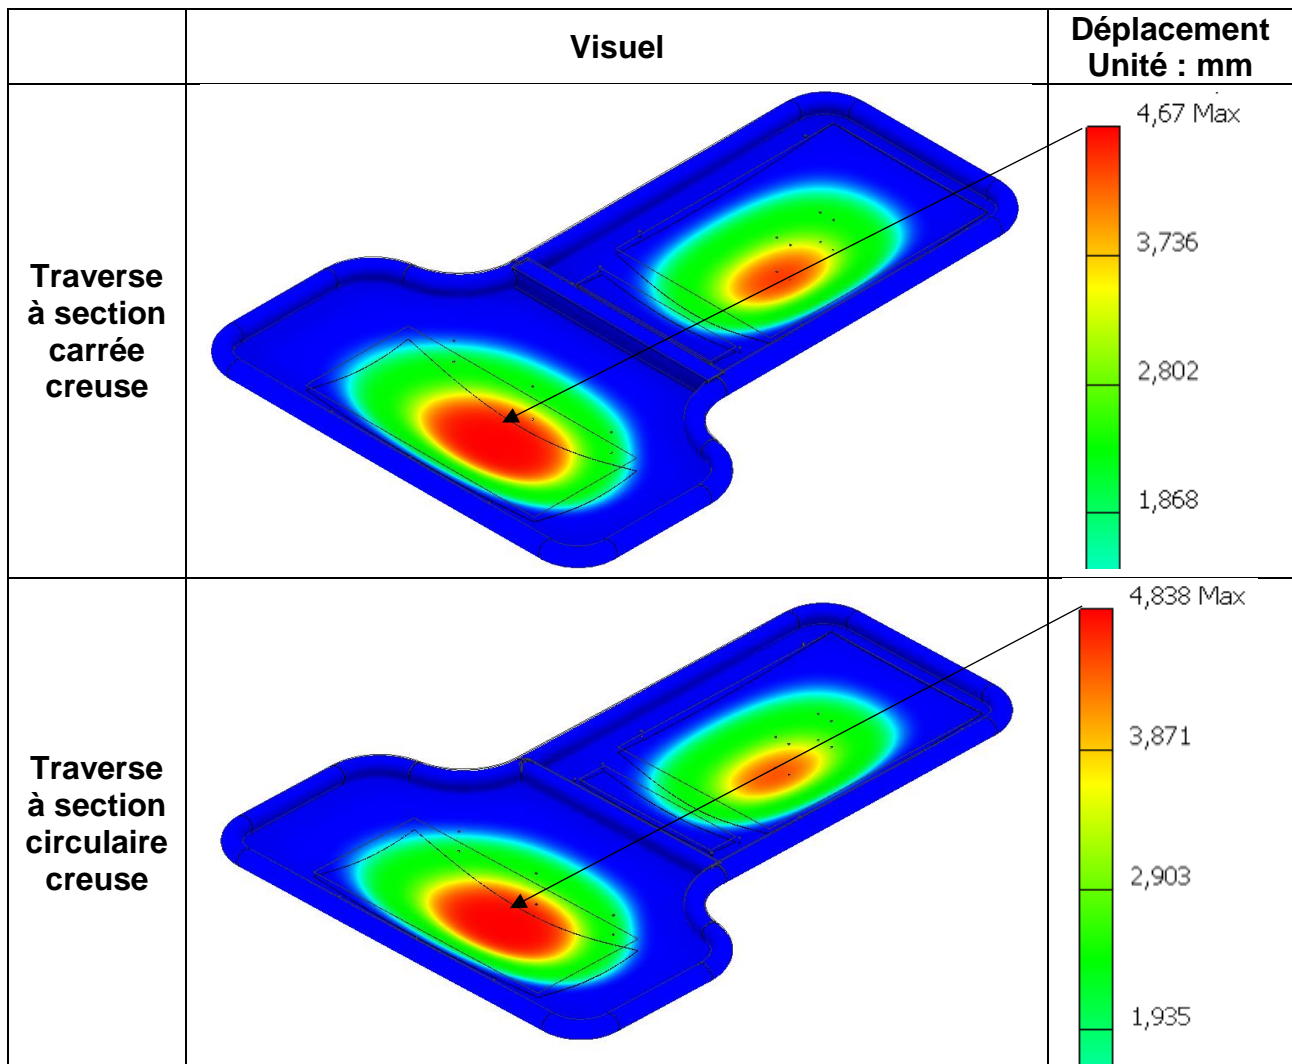 Visuel
Déplacement
Unité : mm
Traverse
à section
carrée
creuse
4,67 Max
3,736
2,802
1,868
Traverse
à section
circulaire
creuse
4,838 Max
3,871
2,903
1,935